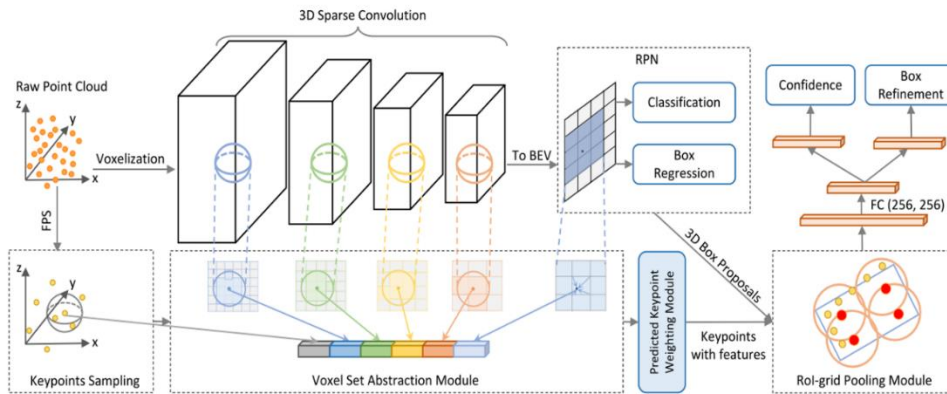 3D Sparse Convolution
Raw Point Cloud
z
y
x
Voxelization
To BEV
RPN
Classification
Box
Regression
Confidence
Box
Refinement
FC (256, 256)
FPS
z
y
x
Keypoints Sampling
Voxel Set Abstraction Module
Predicted Keypoint
Weighting Module
3D Box Proposals
Keypoints
with features
RoI-grid Pooling Module